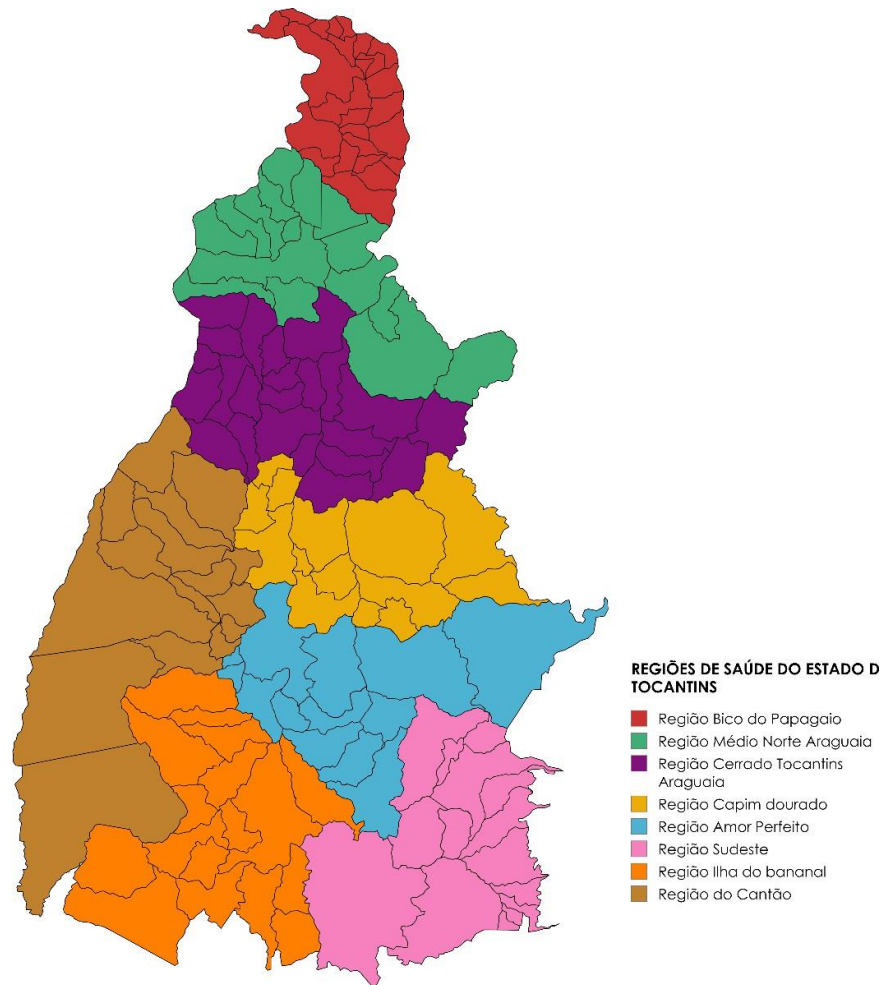 REGIÕES DE SAÚDE DO ESTADO D
TOCANTINS
Região Bico do Papagaio
Região Médio Norte Araguaia
Região Cerrado Tocantins
Araguaia
Região Capim dourado
Região Amor Perfeito
Região Sudeste
Região Ilha do bananal
Região do Cantão